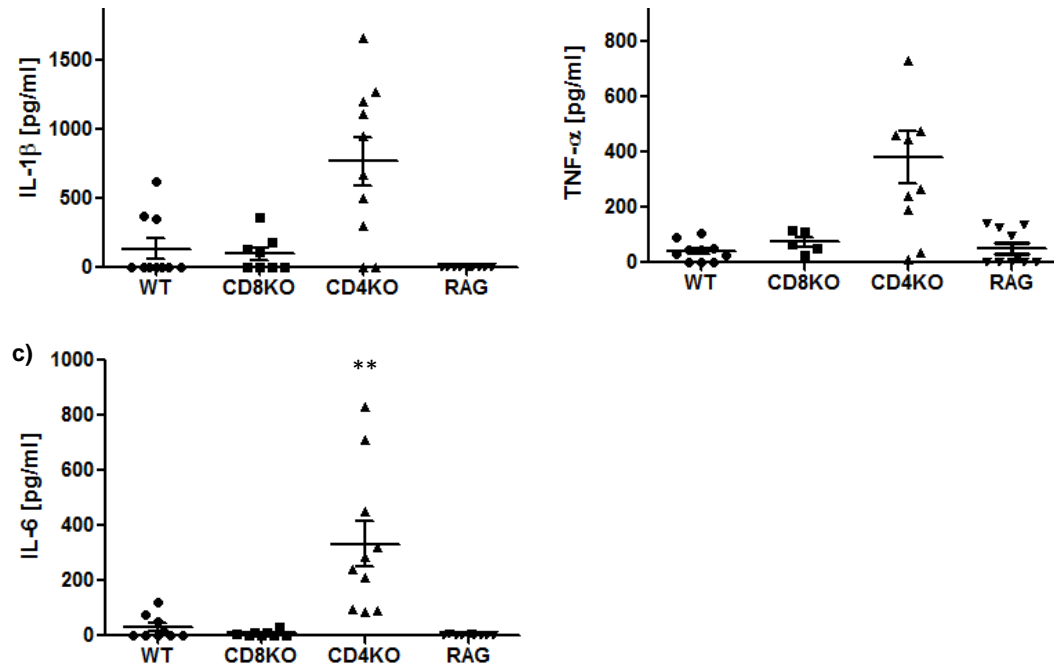 IL-1β [pg/ml]
1500
1000
500
0
WT CD8KO CD4KO RAG
TNF-α [pg/ml]
800
600
400
200
0
WT CD8KO CD4KO RAG
c)
IL-6 [pg/ml]
1000
800
600
400
200
0
**
WT CD8KO CD4KO RAG